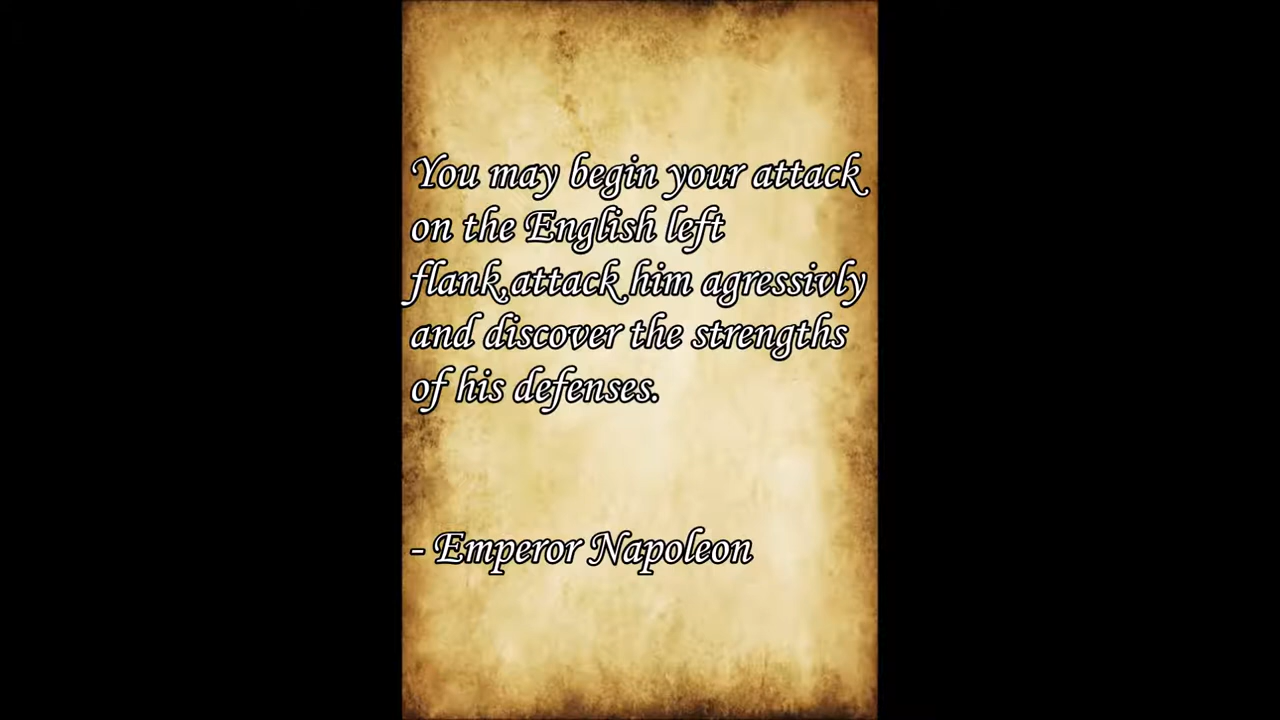 You may begin your attack
on the English left
flank,attack him agressivly
and discover the strengths
of his defenses.
- Emperor Napoleon